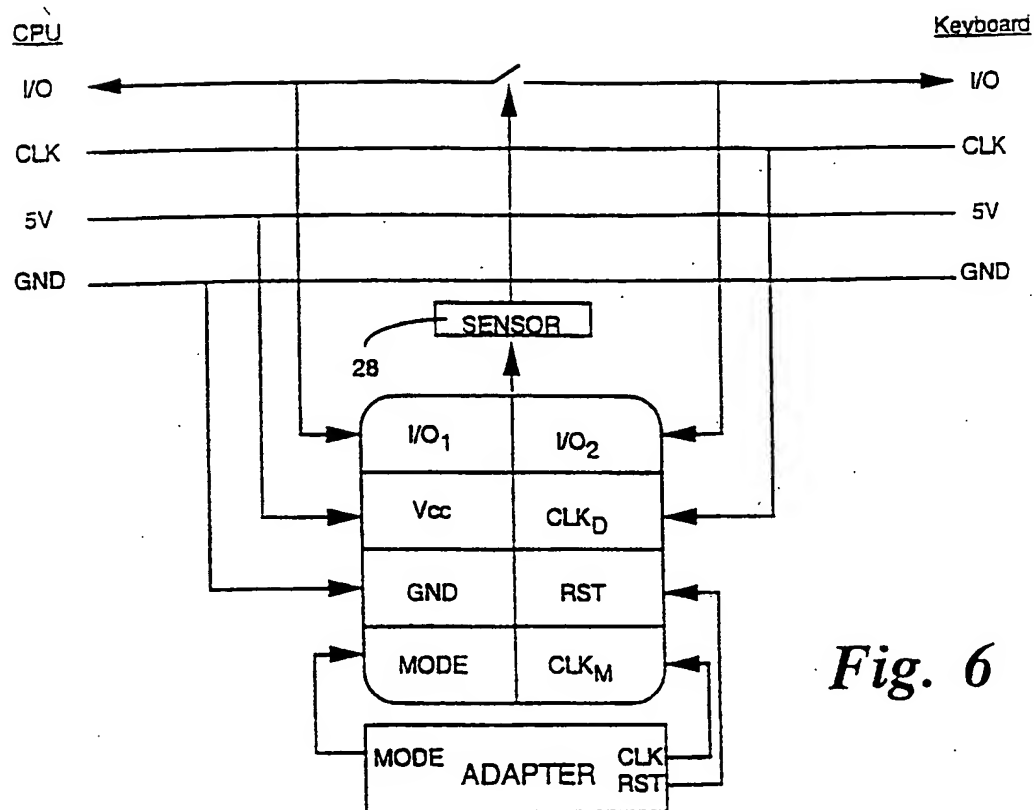 CPU
Keyboard
I/O
I/O
CLK
CLK
5V
5V
GND
GND
SENSOR
28
I/O1
I/O2
Vcc
CLKD
GND
RST
MODE
CLKM
Fig. 6
MODE
ADAPTER
CLK
RST